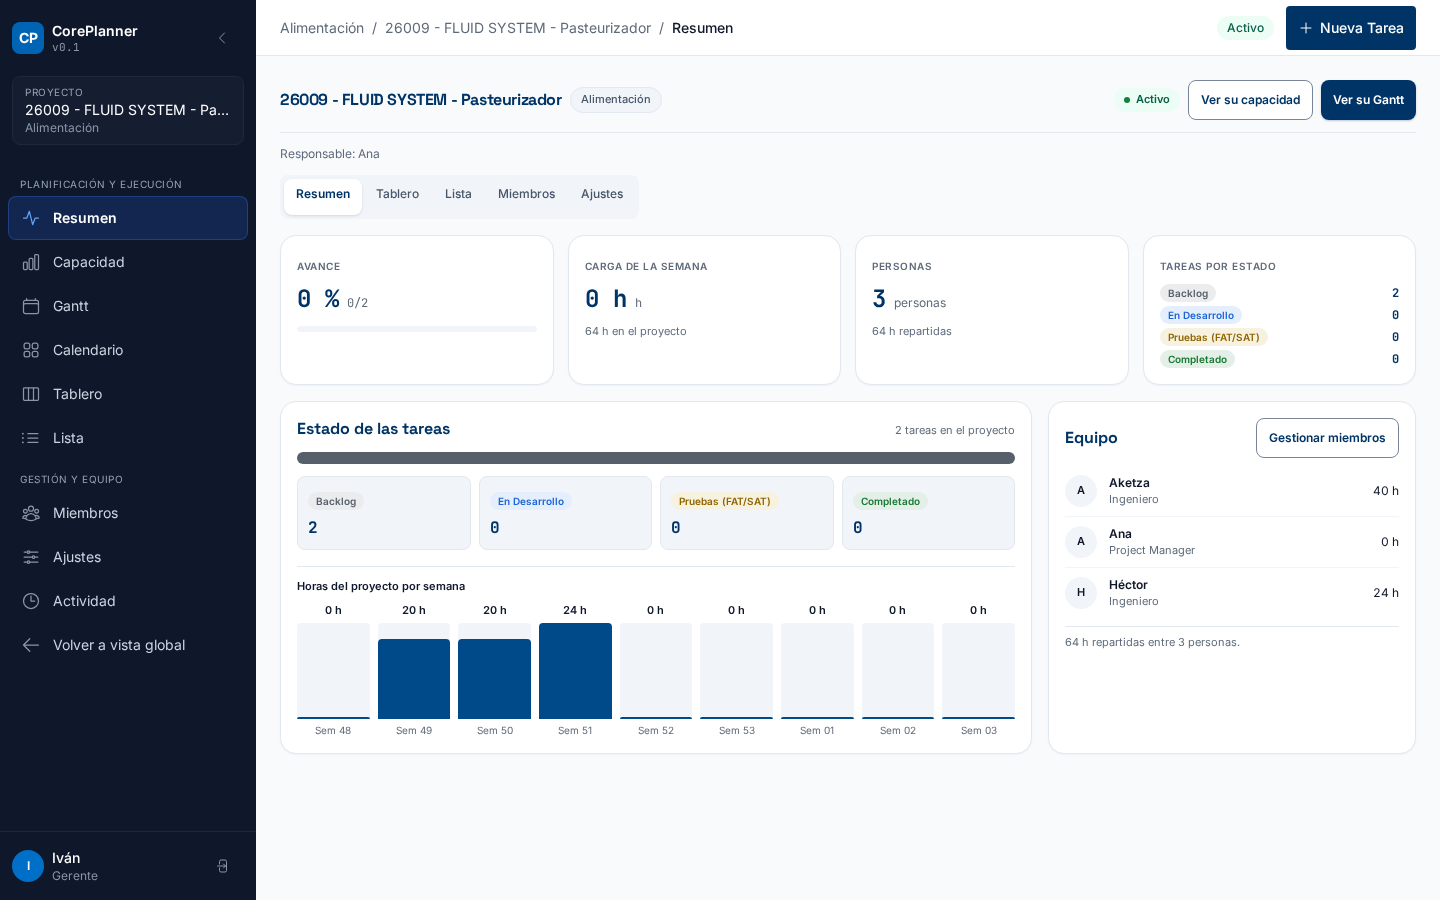 CP
CorePlanner
v0.1
PROYECTO
26009 - FLUID SYSTEM - Pa...
Alimentación
PLANIFICACIÓN Y EJECUCIÓN
Resumen
Capacidad
Gantt
Calendario
Tablero
Lista
GESTIÓN Y EQUIPO
Miembros
Ajustes
Actividad
Volver a vista global
I
Iván
Gerente
Alimentación / 26009 - FLUID SYSTEM - Pasteurizador / Resumen
Activo
Nueva Tarea
26009 - FLUID SYSTEM - Pasteurizador
Alimentación
Activo
Ver su capacidad
Ver su Gantt
Responsable: Ana
Resumen Tablero Lista Miembros Ajustes
AVANCE
0 % 0/2
CARGA DE LA SEMANA
0 h h
64 h en el proyecto
PERSONAS
3 personas
64 h repartidas
TAREAS POR ESTADO
Backlog 2
En Desarrollo 0
Pruebas (FAT/SAT) 0
Completado 0
Estado de las tareas
2 tareas en el proyecto
Backlog
2
En Desarrollo
0
Pruebas (FAT/SAT)
0
Completado
0
Horas del proyecto por semana
0 h 20 h 20 h 24 h 0 h 0 h 0 h 0 h 0 h
Sem 48 Sem 49 Sem 50 Sem 51 Sem 52 Sem 53 Sem 01 Sem 02 Sem 03
Equipo
Gestionar miembros
A
Aketza
Ingeniero
40 h
A
Ana
Project Manager
0 h
H
Héctor
Ingeniero
24 h
64 h repartidas entre 3 personas.